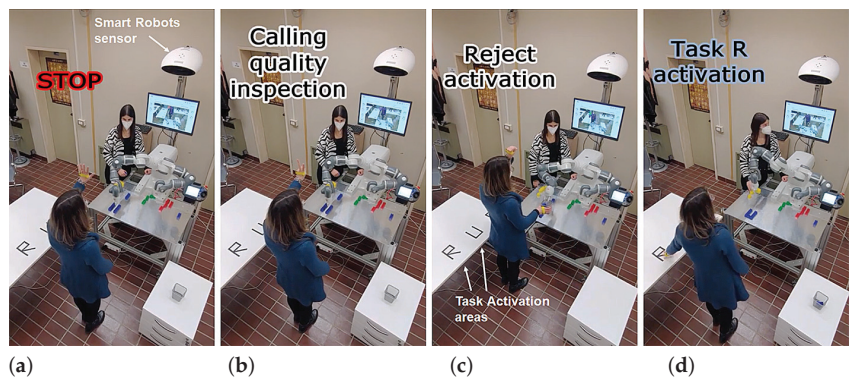 Smart Robots
sensor
STOP
Calling
quality
inspection
Reject
activation
Task R
activation
R
U
R
U
R
U
Task Activation
areas
R
(a)
(b)
(c)
(d)